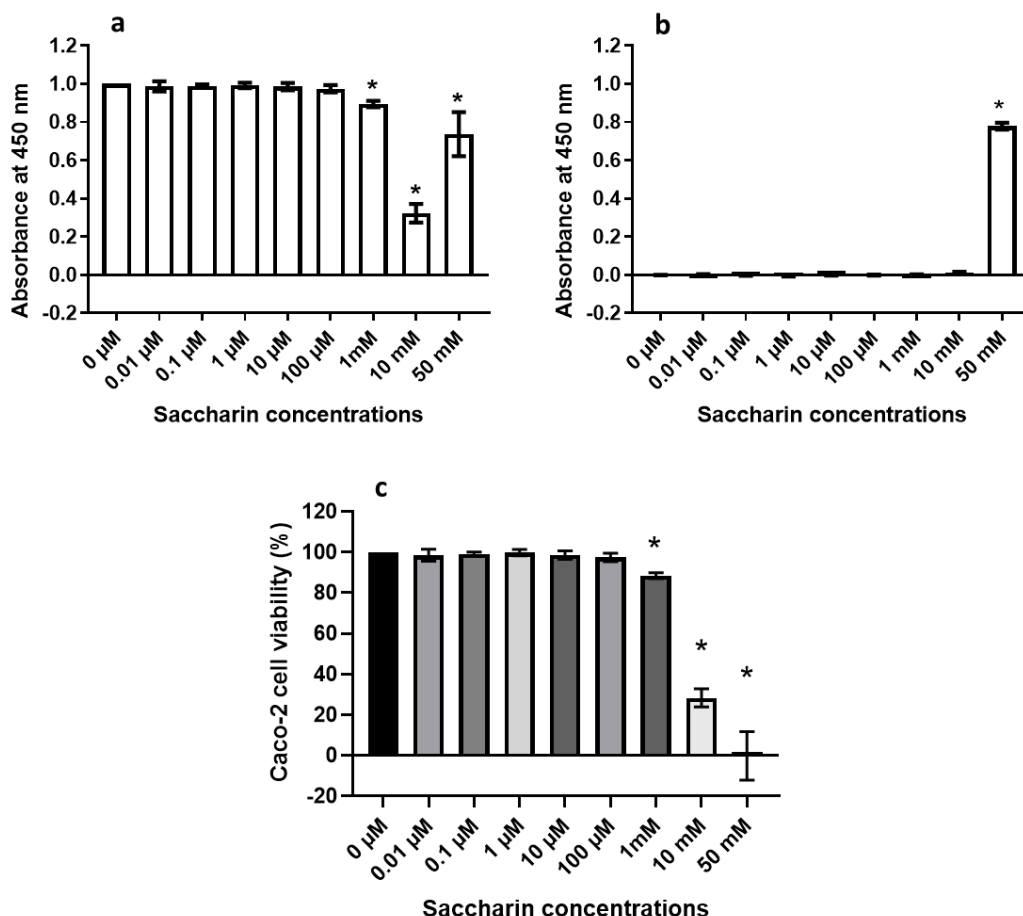 a
Absorbance at 450 nm
1.2
1.0
0.8
0.6
0.4
0.2
0.0
-0.2
*
*
*
0 µM
0.01 µM
0.1 µM
1 µM
10 µM
100 µM
1mM
10 mM
50 mM
Saccharin concentrations
b
Absorbance at 450 nm
1.2
1.0
0.8
0.6
0.4
0.2
0.0
-0.2
*
0 µM
0.01 µM
0.1 µM
1 µM
10 µM
100 µM
1 mM
10 mM
50 mM
Saccharin concentrations
c
Caco-2 cell viability (%)
120
100
80
60
40
20
0
-20
*
*
*
0 µM
0.01 µM
0.1 µM
1 µM
10 µM
100 µM
1mM
10 mM
50 mM
Saccharin concentrations